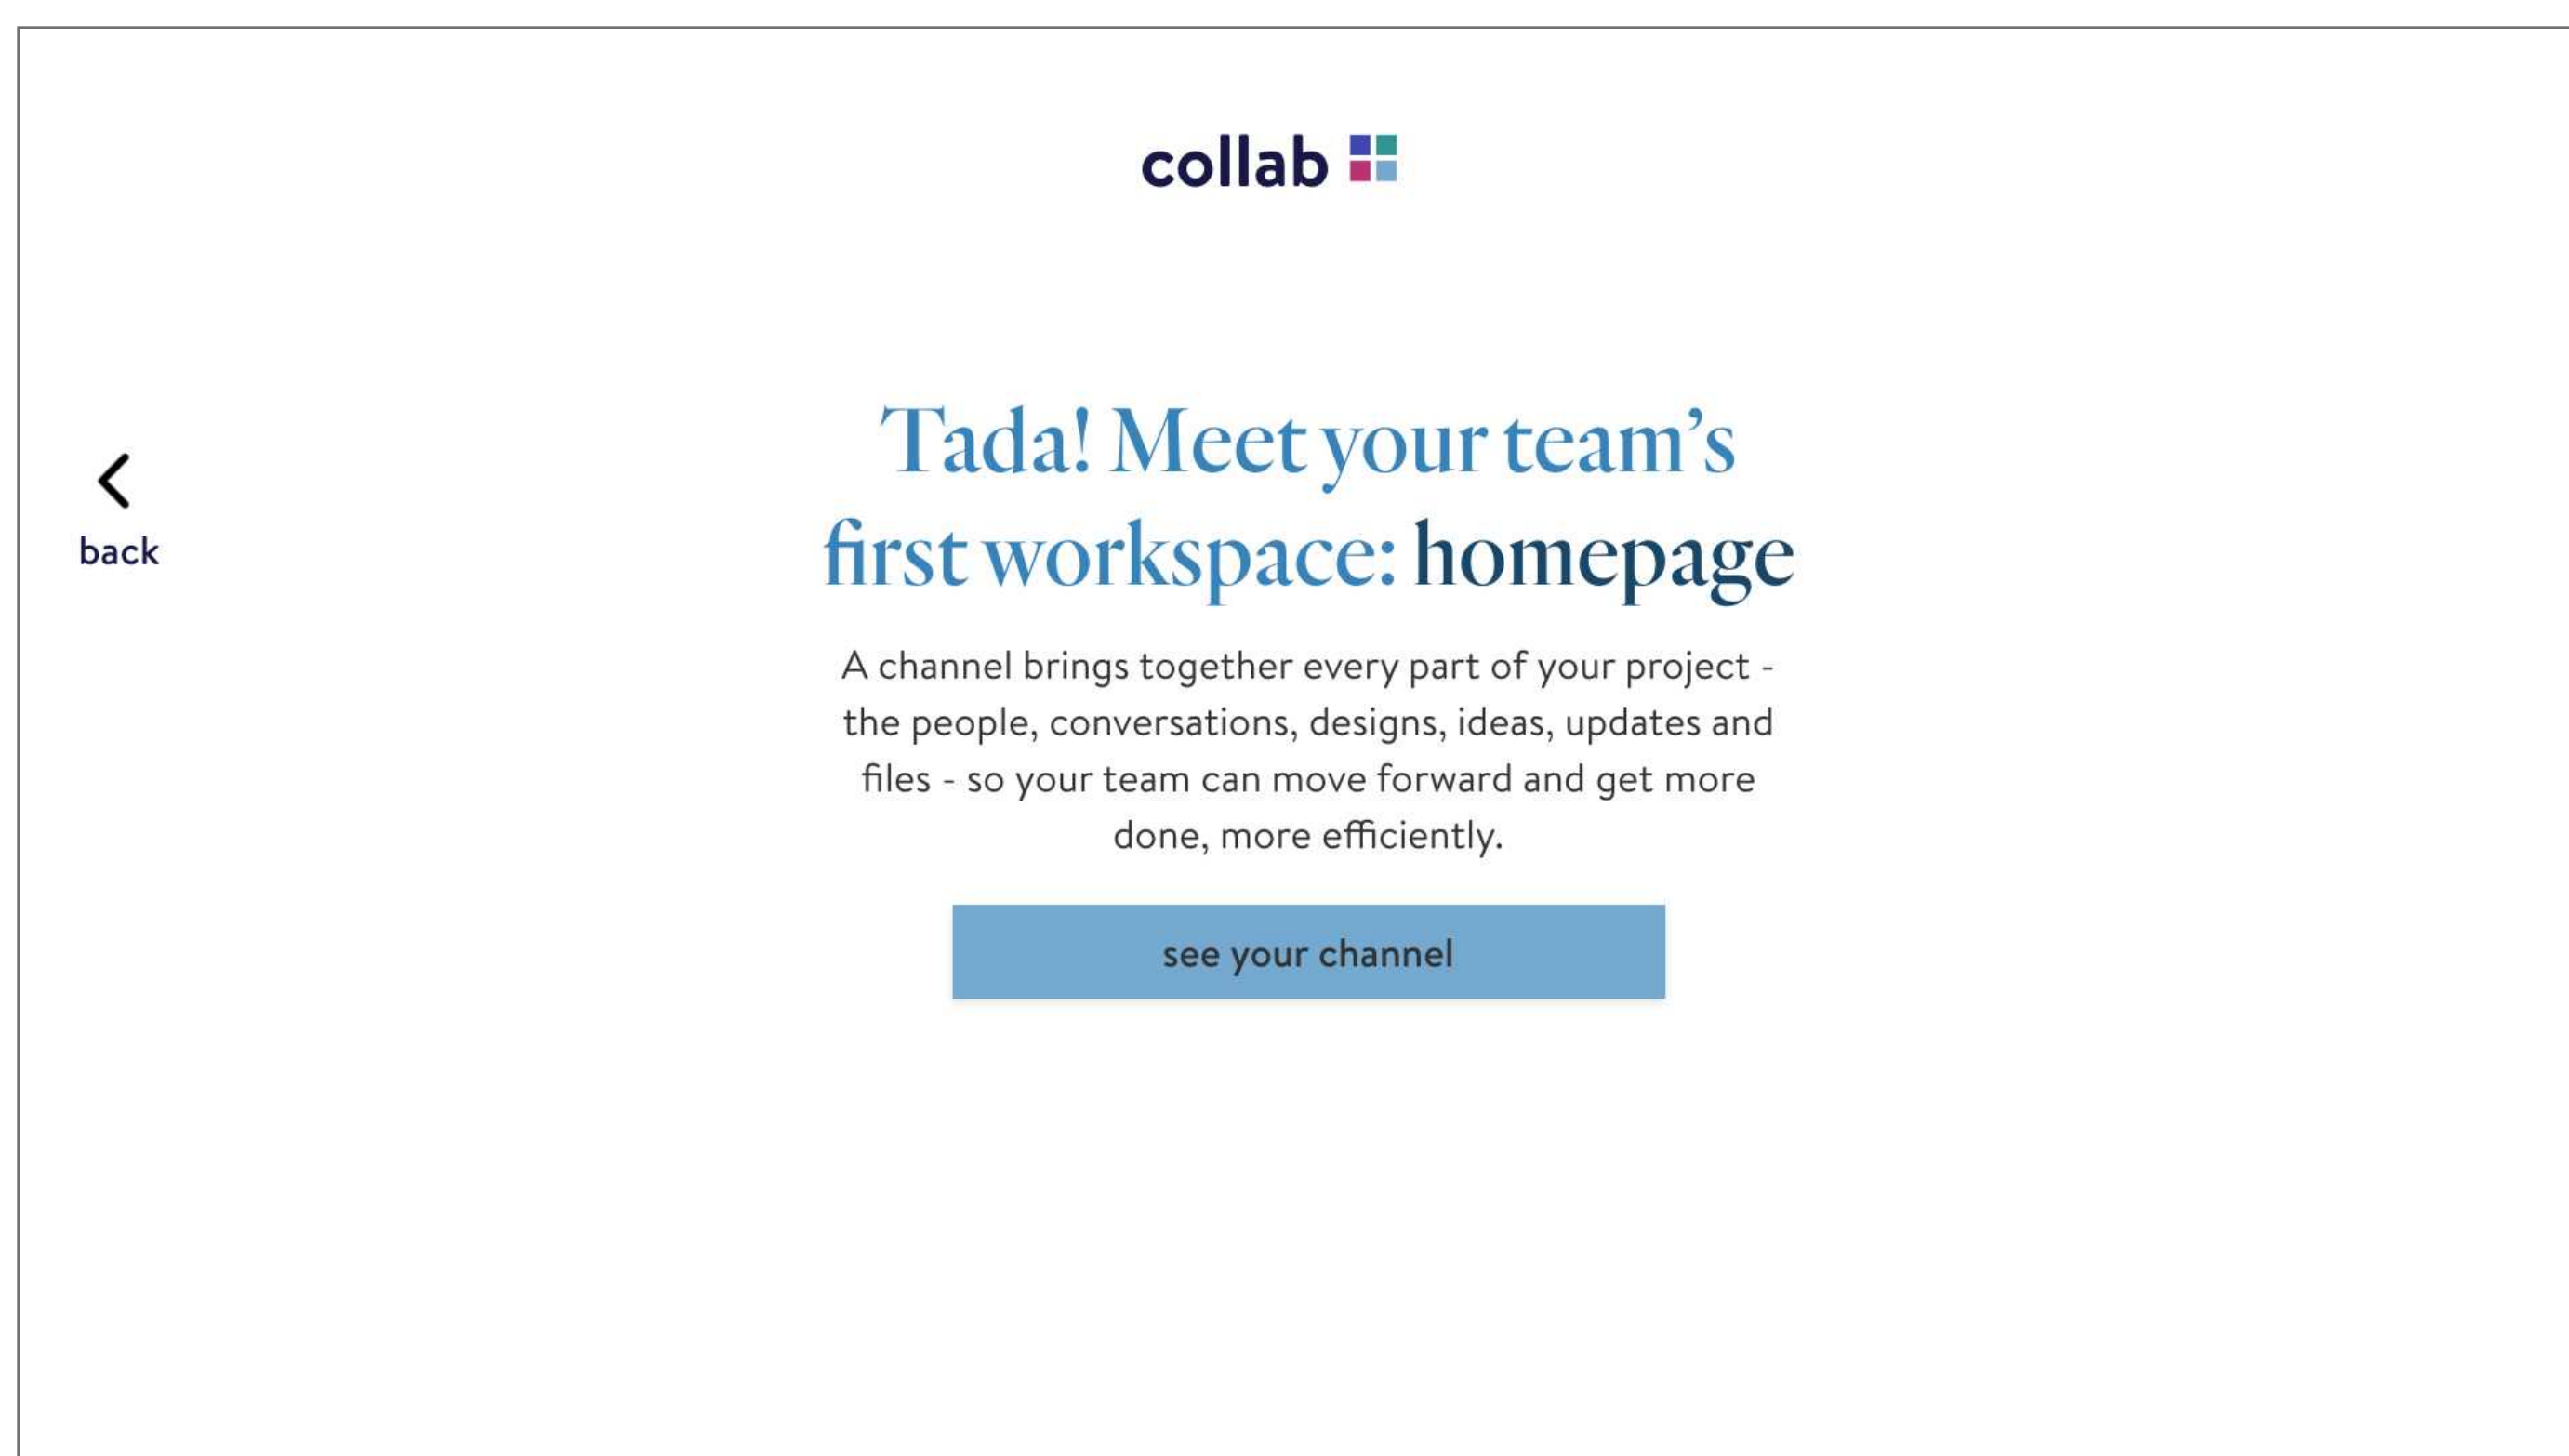 collab
Tada! Meet your team’s
first workspace: homepage
back
A channel brings together every part of your project -
the people, conversations, designs, ideas, updates and
files - so your team can move forward and get more
done, more efficiently.
see your channel